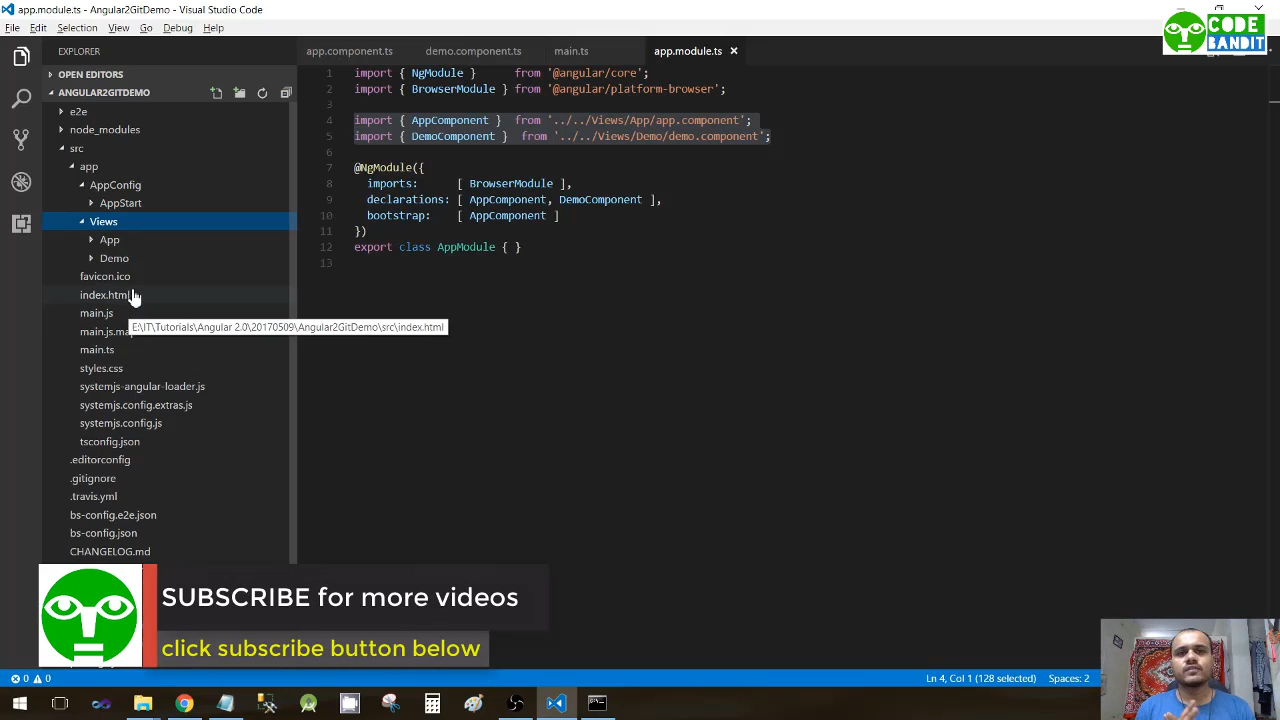 app.module.ts - Angular2GitDemo - Visual Studio Code
File Edit Selection View Go Debug Help
CODE
BANDIT
EXPLORER
OPEN EDITORS
ANGULAR2GITDEMO
e2e
node_modules
src
app
AppConfig
AppStart
Views
App
Demo
favicon.ico
index.html
main.js
main.js.ma
main.ts
styles.css
systemjs-angular-loader.js
systemjs.config.extras.js
systemjs.config.js
tsconfig.json
.editorconfig
.gitignore
.travis.yml
bs-config.e2e.json
bs-config.json
CHANGELOG.md
E:\IT\Tutorials\Angular 2.0\20170509\Angular2GitDemo\src\index.html
app.component.ts demo.component.ts main.ts app.module.ts
1 import { NgModule } from '@angular/core';
2 import { BrowserModule } from '@angular/platform-browser';
3
4 import { AppComponent } from '../../Views/App/app.component';
5 import { DemoComponent } from '../../Views/Demo/demo.component';
6
7 @NgModule({
8 imports: [ BrowserModule ],
9 declarations: [ AppComponent, DemoComponent ],
10 bootstrap: [ AppComponent ]
11 })
12 export class AppModule { }
13
SUBSCRIBE for more videos
click subscribe button below
0 0 Ln 4, Col 1 (128 selected) Spaces: 2